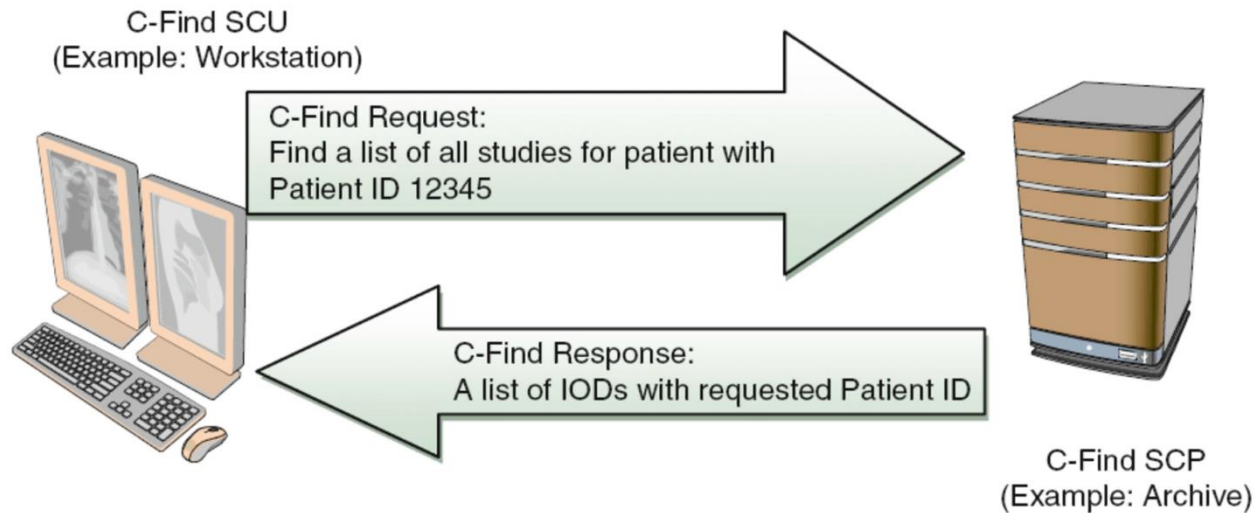 C-Find SCU
(Example: Workstation)
C-Find Request:
Find a list of all studies for patient with
Patient ID 12345
C-Find Response:
A list of IODs with requested Patient ID
C-Find SCP
(Example: Archive)